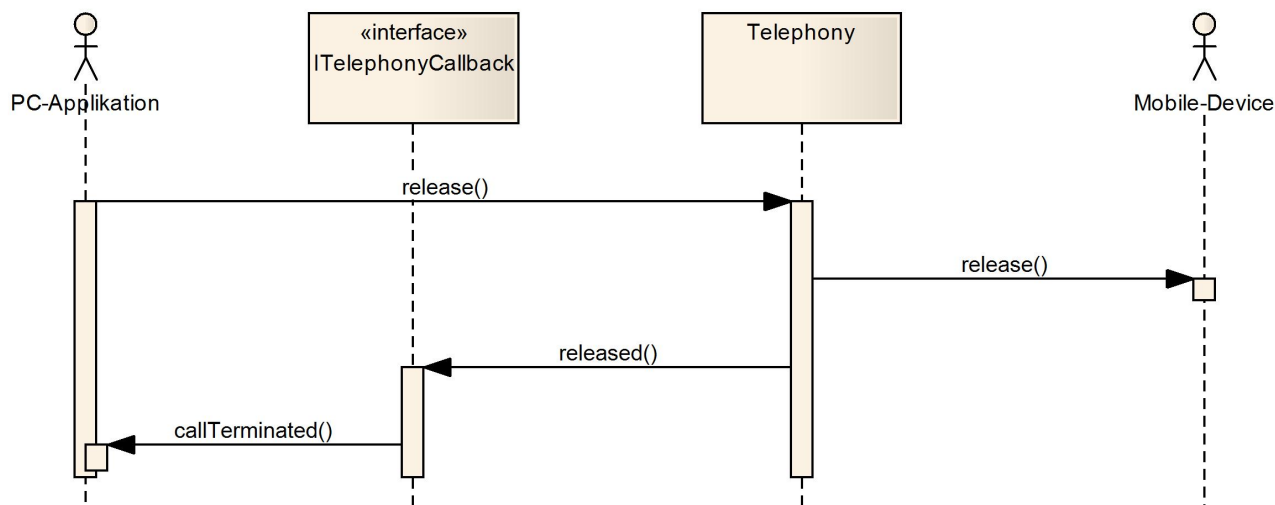 «interface»
ITelephonyCallback
Telephony
PC-Applikation
Mobile-Device
release()
release()
released()
callTerminated()